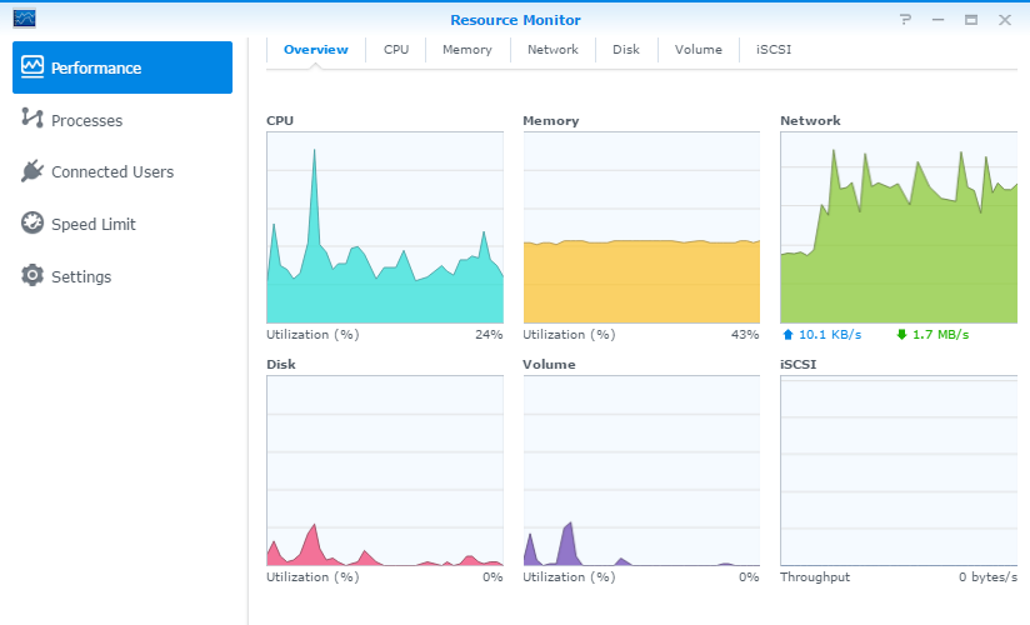 Resource Monitor
Performance
Processes
Connected Users
Speed Limit
Settings
Overview CPU Memory Network Disk Volume iSCSI
CPU Memory Network
Utilization (%) 24% Utilization (%) 43% 10.1 KB/s 1.7 MB/s
Disk Volume iSCSI
Utilization (%) 0% Utilization (%) 0% Throughput 0 bytes/s